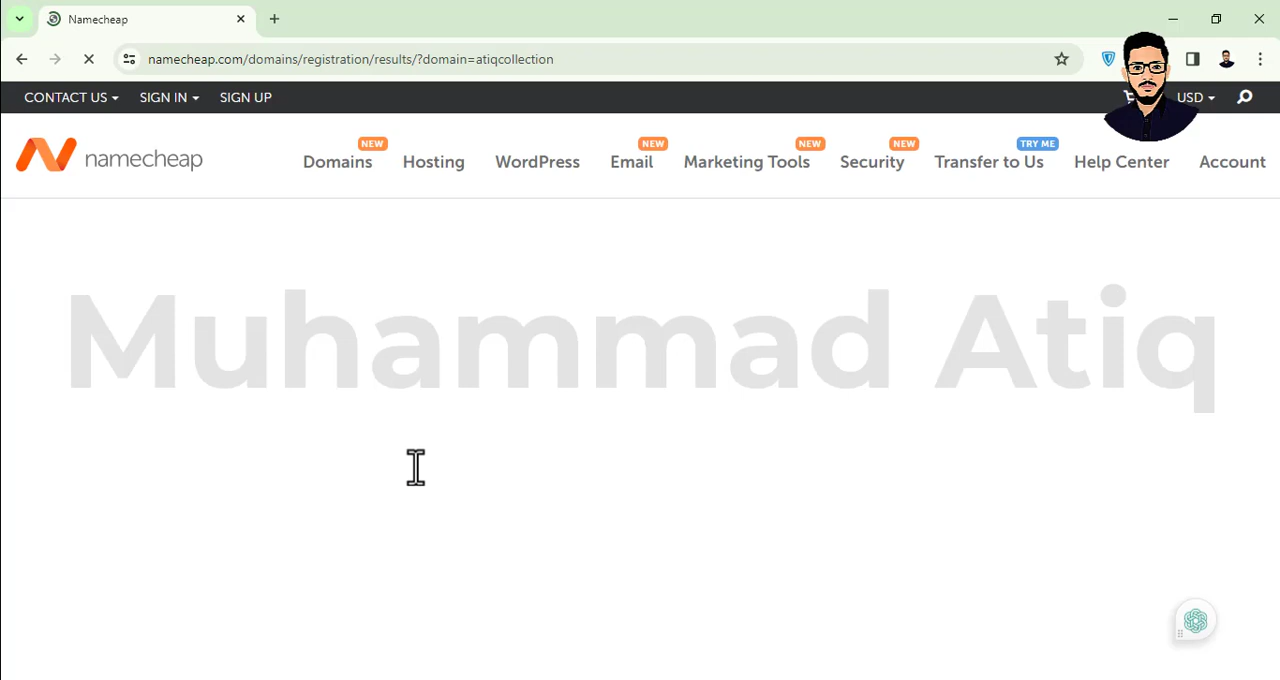 Namecheap
namecheap.com/domains/registration/results/?domain=atiqcollection
CONTACT US SIGN IN SIGN UP USD
namecheap
NEW NEW NEW NEW TRY ME
Domains Hosting WordPress Email Marketing Tools Security Transfer to Us Help Center Account
Muhammad Atiq